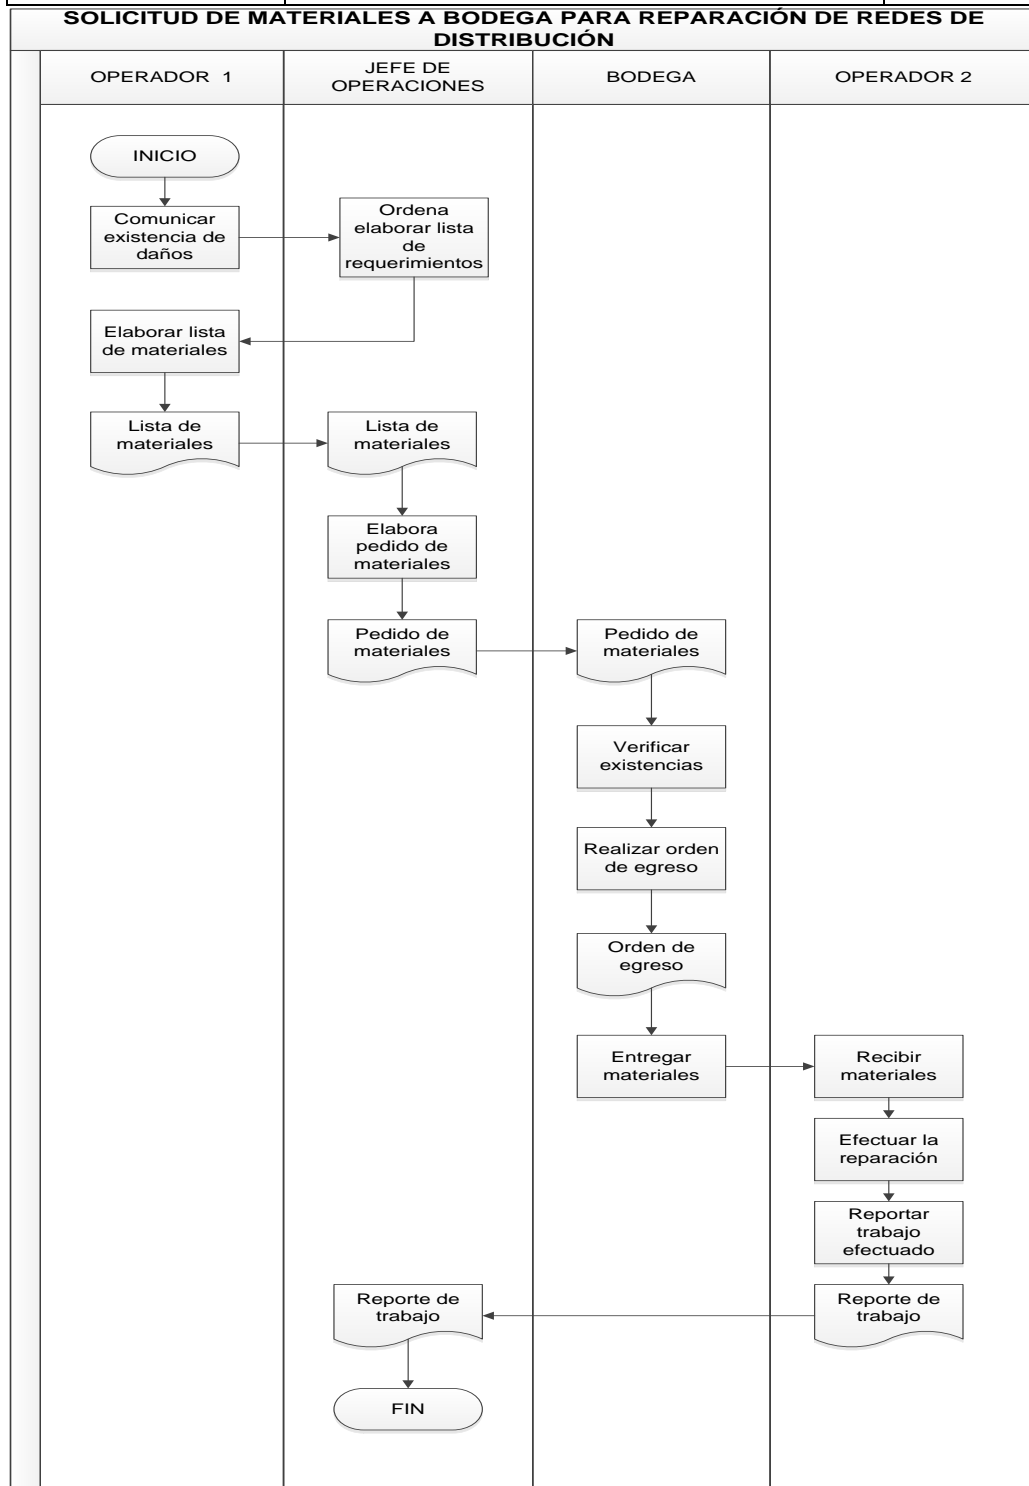 SOLICITUD DE MATERIALES A BODEGA PARA REPARACIÓN DE REDES DE
DISTRIBUCIÓN
OPERADOR 1
JEFE DE
OPERACIONES
BODEGA
OPERADOR 2
INICIO
Comunicar
existencia de
daños
Ordena
elaborar lista
de
requerimientos
Elaborar lista
de materiales
Lista de
materiales
Lista de
materiales
Elabora
pedido de
materiales
Pedido de
materiales
Pedido de
materiales
Verificar
existencias
Realizar orden
de egreso
Orden de
egreso
Entregar
materiales
Recibir
materiales
Efectuar la
reparación
Reportar
trabajo
efectuado
Reporte de
trabajo
Reporte de
trabajo
FIN